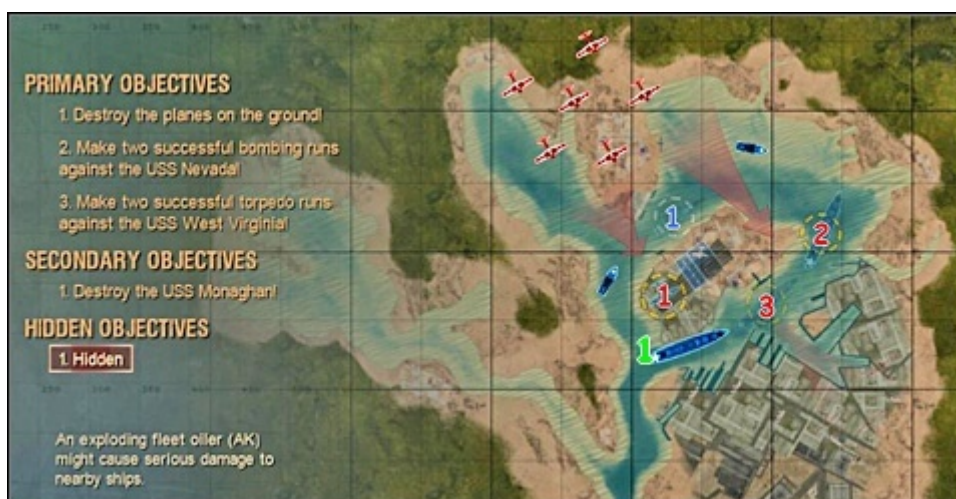 PRIMARY OBJECTIVES
1. Destroy the planes on the ground!
2. Make two successful bombing runs
against the USS Nevada!
3. Make two successful torpedo runs
against the USS West Virginia!
SECONDARY OBJECTIVES
1. Destroy the USS Monaghan!
HIDDEN OBJECTIVES
1. Hidden
An exploding fleet oiler (AK)
might cause serious damage to
nearby ships.
1
2
1
3
1